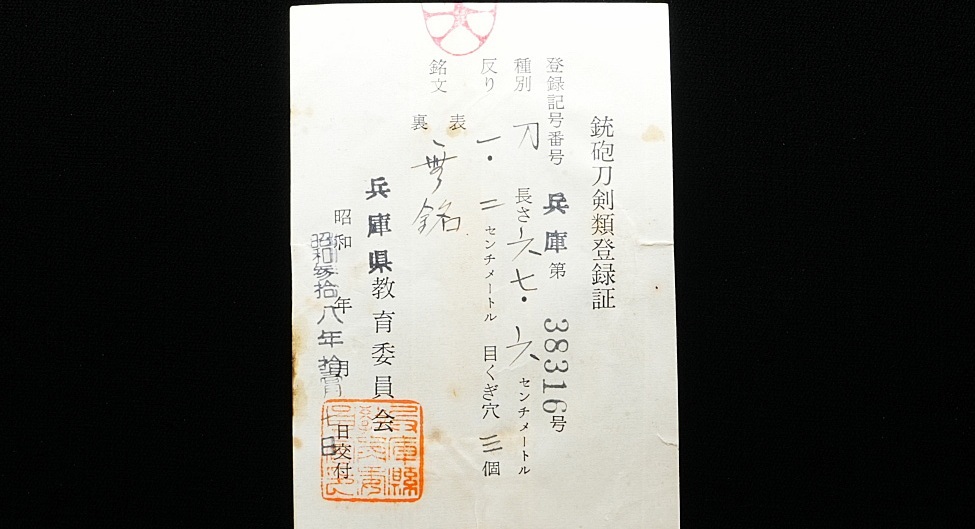 銃砲刀剣類登録証
登録記号番号 兵庫 第 38316号
種別 刀 長さ 六七・六 センチメートル
反り 一・二 センチメートル 目くぎ穴 三 個
銘文 表 裏
無銘
兵庫県教育委員会
昭和 年 月 日交付
昭和参拾八年 七日